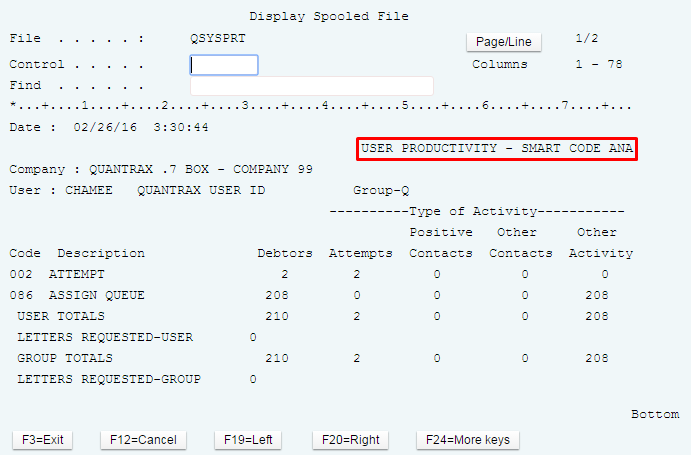 Display Spooled File
File . . . . . : QSYSPRT Page/Line 1/2
Control . . . . . Columns 1 - 78
Find . . . . . .
*...+....1....+....2....+....3....+....4....+....5....+....6....+....7....+...
Date : 02/26/16 3:30:44
USER PRODUCTIVITY - SMART CODE ANA
Company : QUANTRAX .7 BOX - COMPANY 99
User : CHAMEE QUANTRAX USER ID Group-Q
----------Type of Activity-----------
Positive Other Other
Code Description Debtors Attempts Contacts Contacts Activity
002 ATTEMPT 2 2 0 0 0
086 ASSIGN QUEUE 208 0 0 0 208
USER TOTALS 210 2 0 0 208
LETTERS REQUESTED-USER 0
GROUP TOTALS 210 2 0 0 208
LETTERS REQUESTED-GROUP 0
Bottom
F3=Exit F12=Cancel F19=Left F20=Right F24=More keys